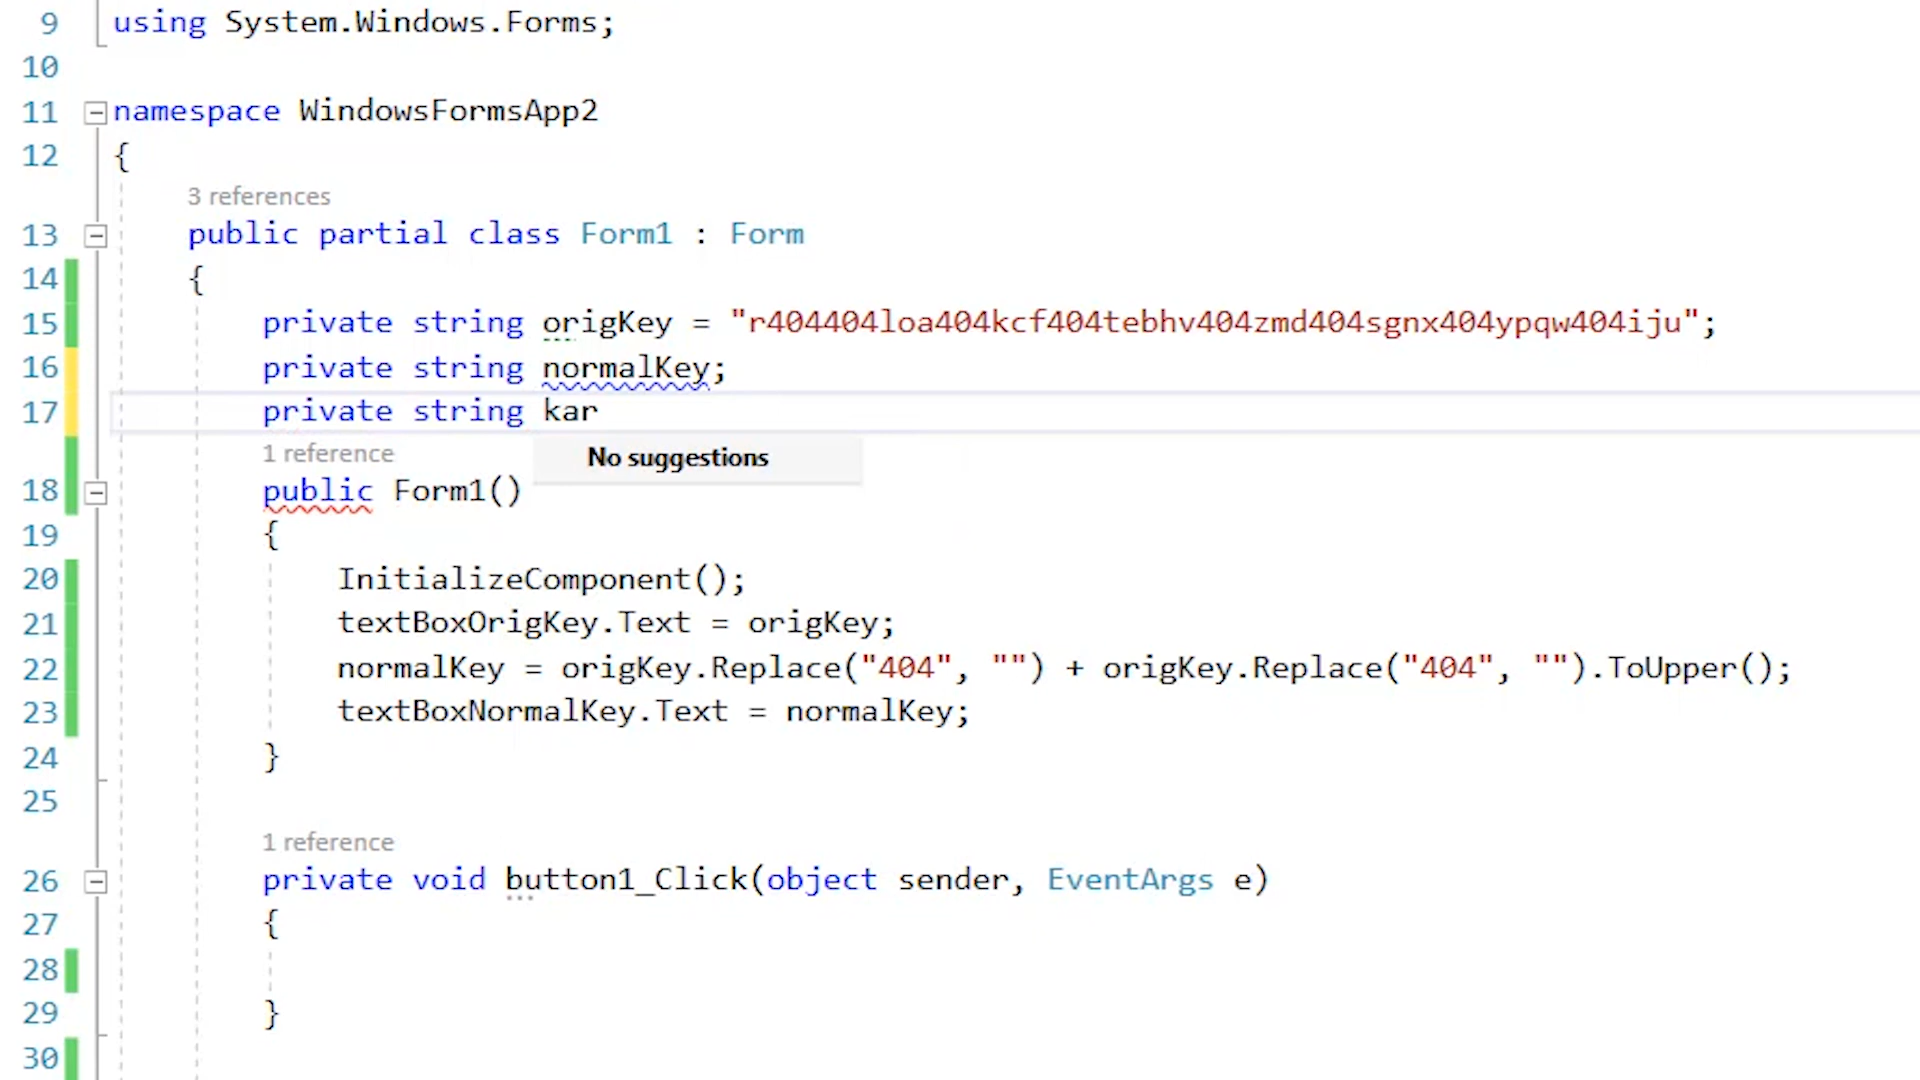 9 using System.Windows.Forms;
10
11 namespace WindowsFormsApp2
12 {
3 references
13 public partial class Form1 : Form
14 {
15 private string origKey = "r404404loa404kcf404tebhv404zmd404sgnx404ypqw404iju";
16 private string normalKey;
17 private string kar
No suggestions
1 reference
18 public Form1()
19 {
20 InitializeComponent();
21 textBoxOrigKey.Text = origKey;
22 normalKey = origKey.Replace("404", "") + origKey.Replace("404", "").ToUpper();
23 textBoxNormalKey.Text = normalKey;
24 }
25
1 reference
26 private void button1_Click(object sender, EventArgs e)
27 {
28
29 }
30